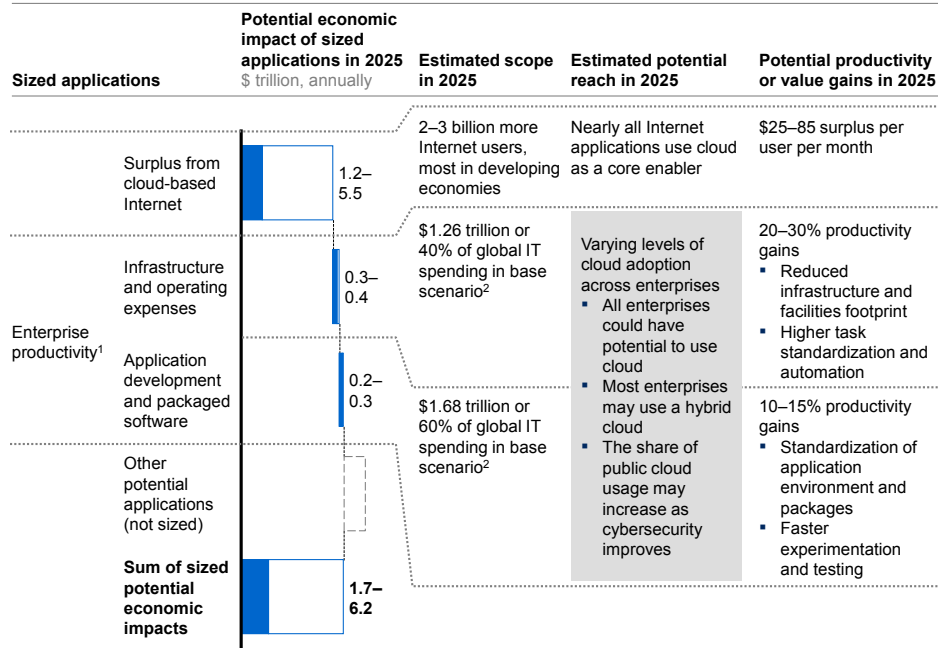 Sized applications
Potential economic
impact of sized
applications in 2025
$ trillion, annually
Estimated scope
in 2025
Estimated potential
reach in 2025
Potential productivity
or value gains in 2025
Surplus from
cloud-based
Internet
1.2–
5.5
2–3 billion more
Internet users,
most in developing
economies
Nearly all Internet
applications use cloud
as a core enabler
$25–85 surplus per
user per month
Enterprise
productivity¹
Infrastructure
and operating
expenses
0.3–
0.4
$1.26 trillion or
40% of global IT
spending in base
scenario²
Varying levels of
cloud adoption
across enterprises
▪ All enterprises
could have
potential to use
cloud
▪ Most enterprises
may use a hybrid
cloud
▪ The share of
public cloud
usage may
increase as
cybersecurity
improves
20–30% productivity
gains
▪ Reduced
infrastructure and
facilities footprint
▪ Higher task
standardization and
automation
Application
development
and packaged
software
0.2–
0.3
$1.68 trillion or
60% of global IT
spending in base
scenario²
10–15% productivity
gains
▪ Standardization of
application
environment and
packages
▪ Faster
experimentation
and testing
Other
potential
applications
(not sized)
Sum of sized
potential
economic
impacts
1.7–
6.2